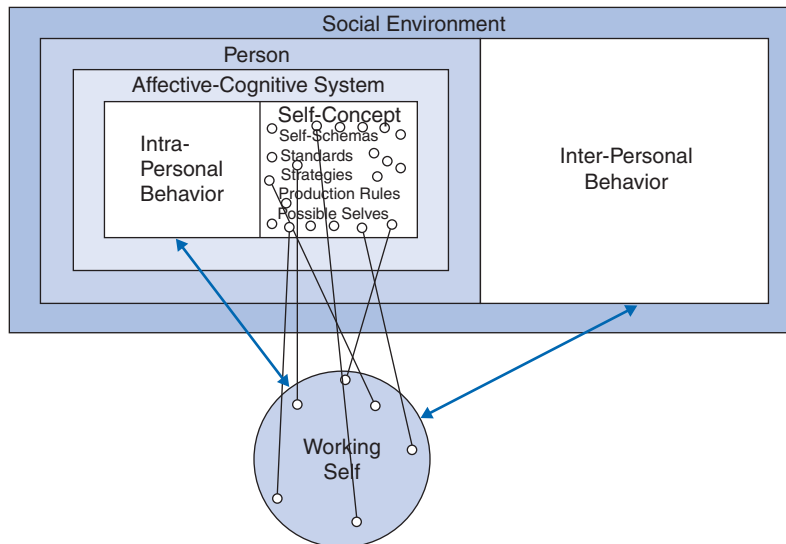 Social Environment
Person
Affective-Cognitive System
Intra-
Personal
Behavior
Self-Concept
Self-Schemas
Standards
Strategies
Production Rules
Possible Selves
Inter-Personal
Behavior
Working
Self